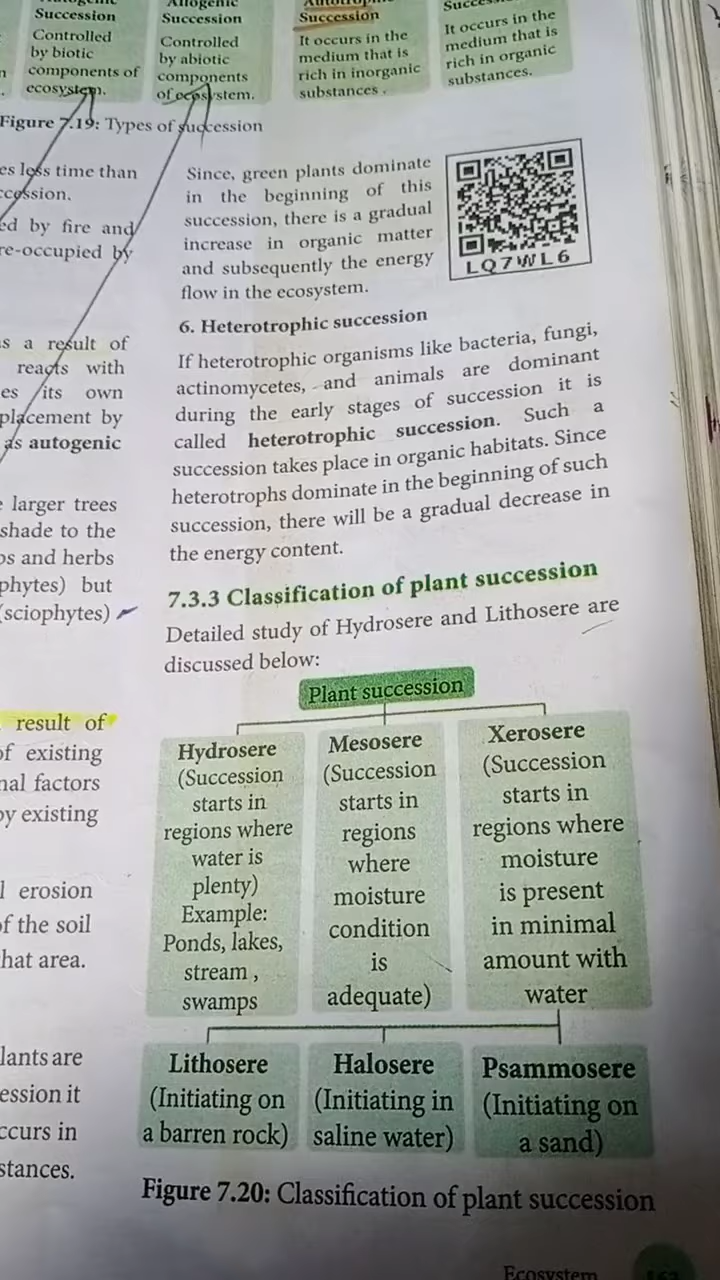 Succession
Controlled
by biotic
components of
ecosystem.
Allogenic
Succession
Controlled
by abiotic
components
of ecosystem.
Succession
It occurs in the
medium that is
rich in inorganic
substances .
It occurs in the
medium that is
rich in organic
substances.
Figure 7.19: Types of succession
es less time than
ccession.
ed by fire and
re-occupied by
s a result of
reacts with
es its own
placement by
as autogenic
larger trees
shade to the
bs and herbs
phytes) but
(sciophytes)
result of
of existing
nal factors
by existing
l erosion
of the soil
hat area.
lants are
ession it
ccurs in
stances.
Since, green plants dominate
in the beginning of this
succession, there is a gradual
increase in organic matter
and subsequently the energy
flow in the ecosystem.
LQ7WL6
6. Heterotrophic succession
If heterotrophic organisms like bacteria, fungi,
actinomycetes, and animals are dominant
during the early stages of succession it is
called heterotrophic succession. Such a
succession takes place in organic habitats. Since
heterotrophs dominate in the beginning of such
succession, there will be a gradual decrease in
the energy content.
7.3.3 Classification of plant succession
Detailed study of Hydrosere and Lithosere are
discussed below:
Plant succession
Hydrosere
(Succession
starts in
regions where
water is
plenty)
Example:
Ponds, lakes,
stream ,
swamps
Mesosere
(Succession
starts in
regions
where
moisture
condition
is
adequate)
Xerosere
(Succession
starts in
regions where
moisture
is present
in minimal
amount with
water
Lithosere
(Initiating on
a barren rock)
Halosere
(Initiating in
saline water)
Psammosere
(Initiating on
a sand)
Figure 7.20: Classification of plant succession
Ecosystem